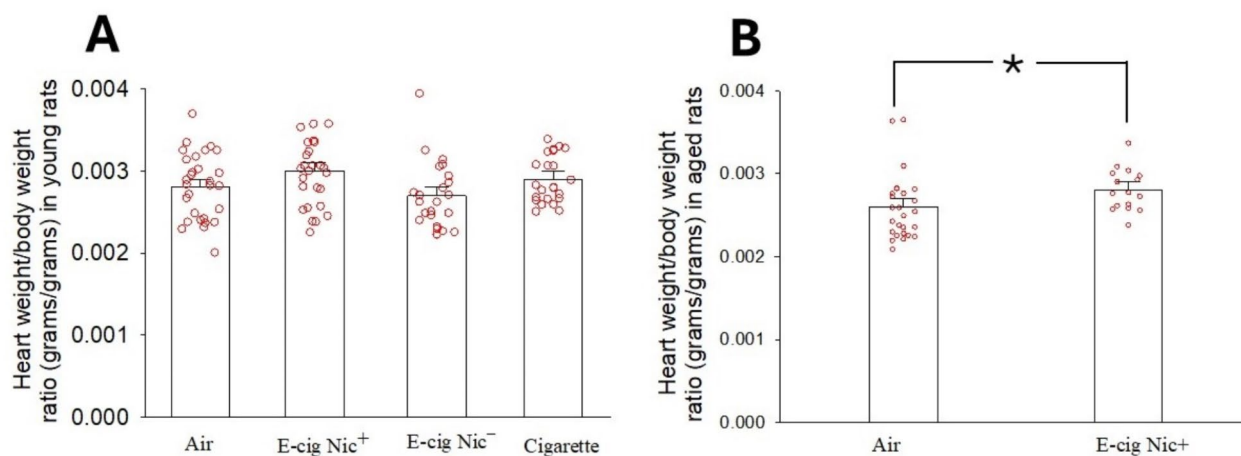 A
Heart weight/body weight
ratio (grams/grams) in young rats
0.004
0.003
0.002
0.001
0.000
Air
E-cig Nic⁺
E-cig Nic⁻
Cigarette
B
*
Heart weight/body weight
ratio (grams/grams) in aged rats
0.004
0.003
0.002
0.001
0.000
Air
E-cig Nic+